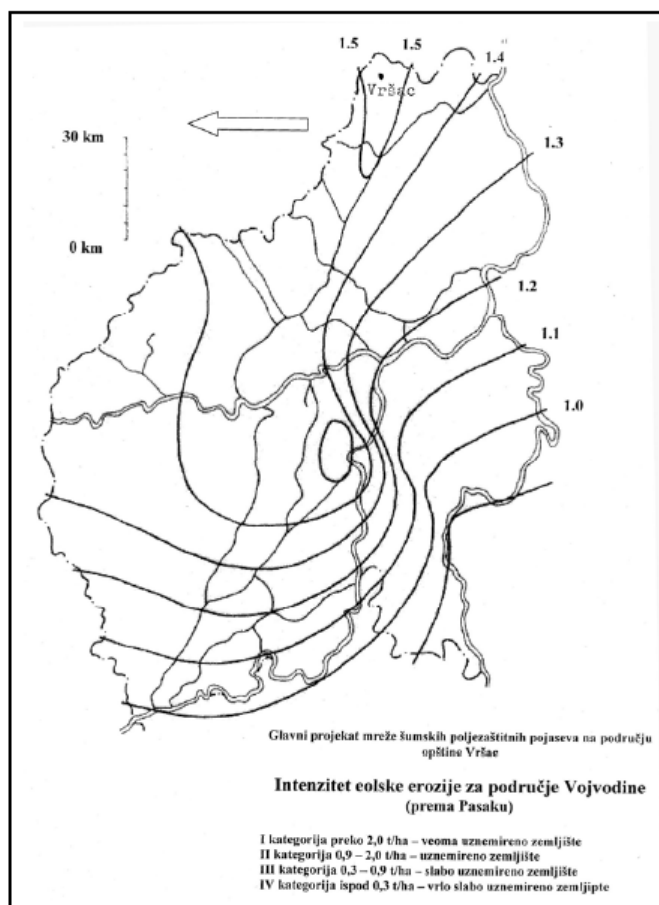 1.5
1.5
1.4
Vršac
30 km
1.3
0 km
1.2
1.1
1.0
Glavni projekat mreže šumskih poljezaštitnih pojaseva na području
opštine Vršac
Intenzitet eolske erozije za područje Vojvodine
(prema Pasaku)
I kategorija preko 2,0 t/ha – veoma uznemireno zemljište
II kategorija 0,9 – 2,0 t/ha – uznemireno zemljište
III kategorija 0,3 – 0,9 t/ha – slabo uznemireno zemljište
IV kategorija ispod 0,3 t/ha – vrlo slabo uznemireno zemljipte